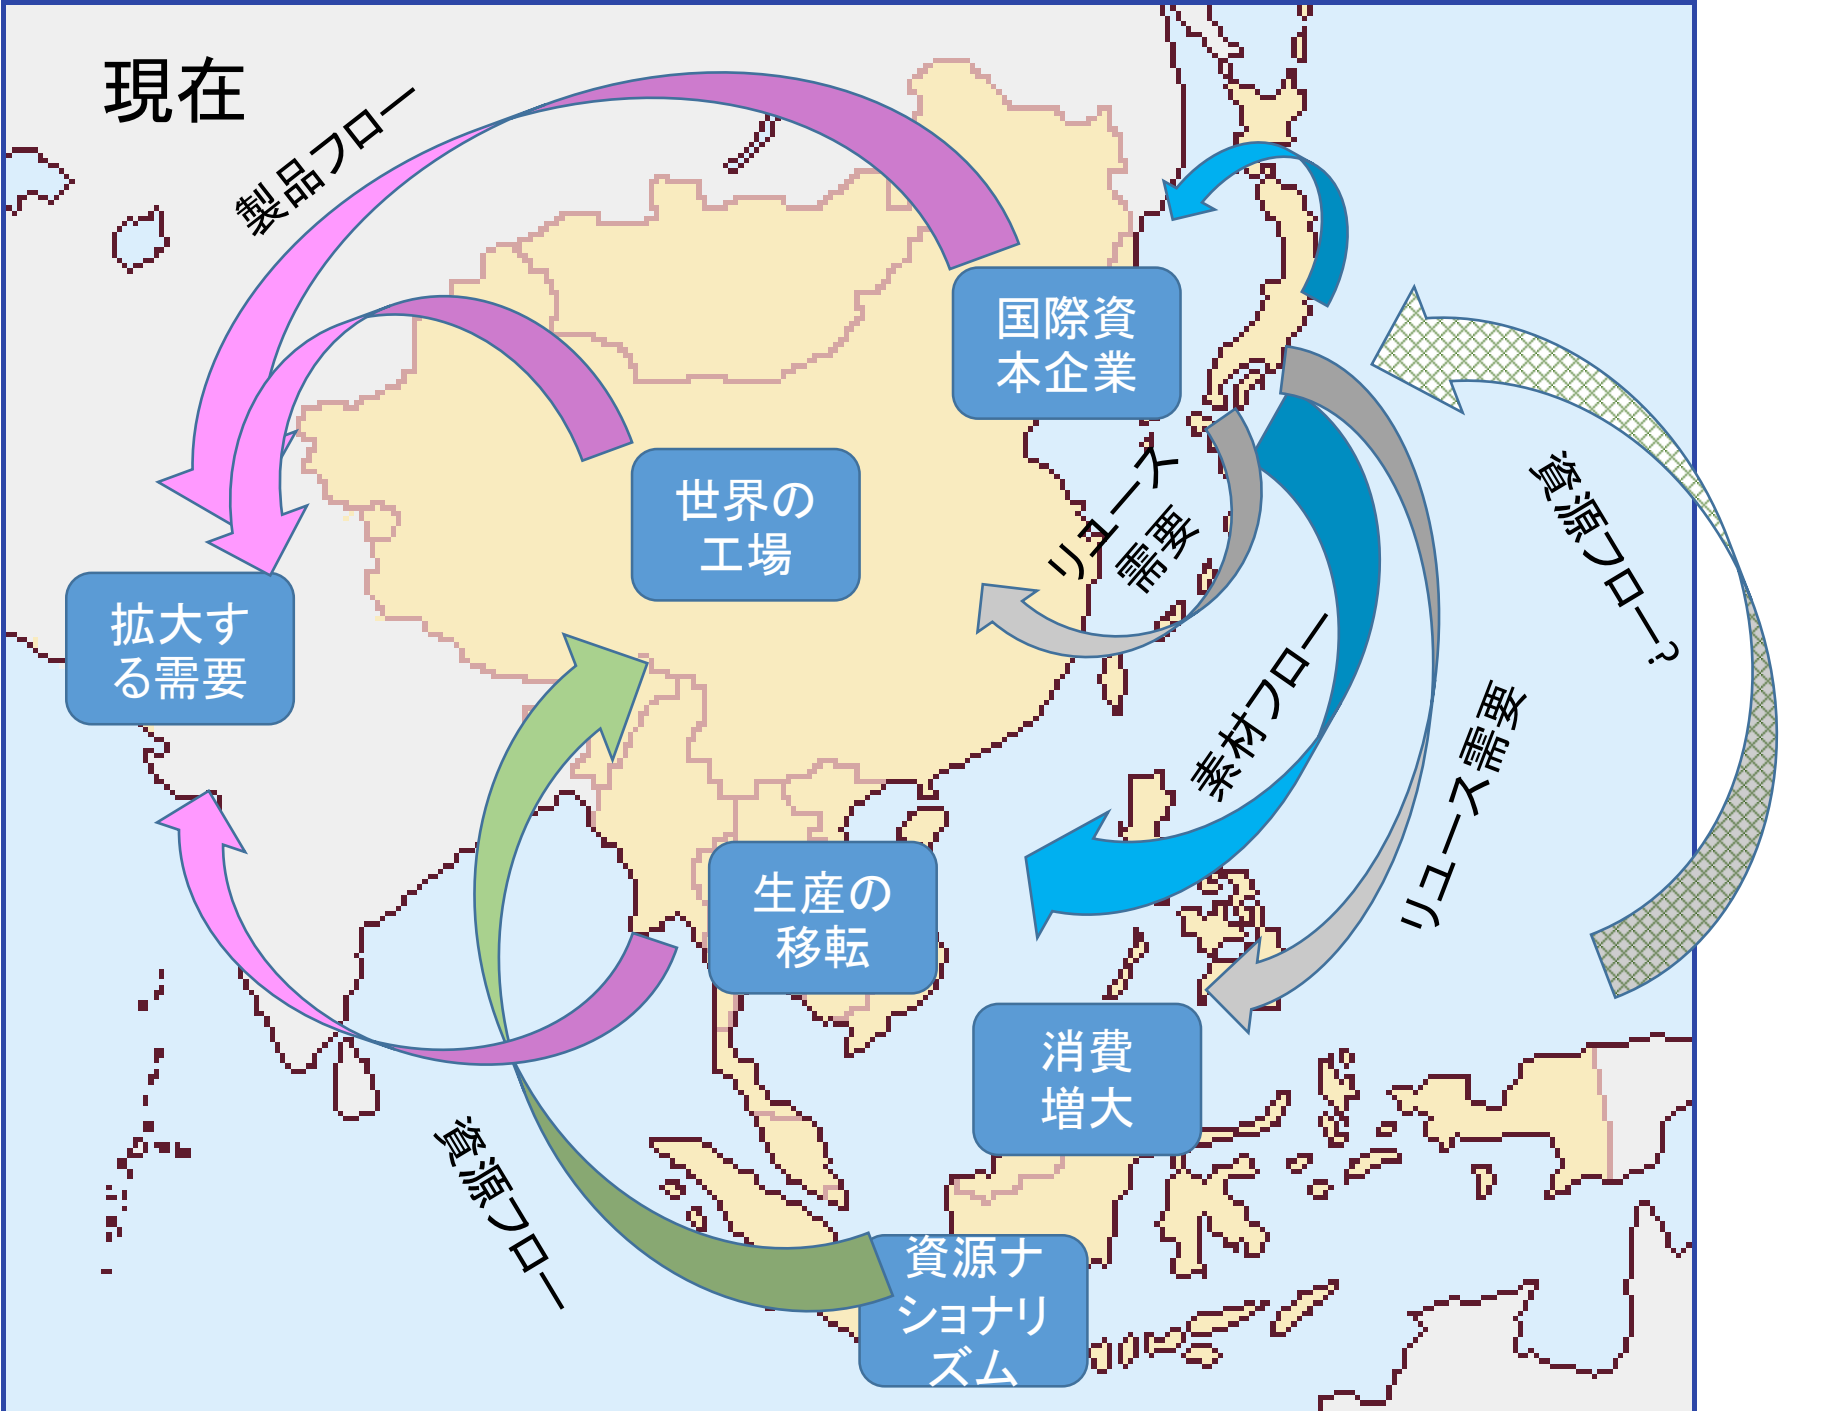 現在
製品フロー
国際資
本企業
世界の
工場
リユース
需要
資源フロー?
拡大す
る需要
素材フロー
リユース需要
生産の
移転
消費
増大
資源フロー
資源ナ
ショナリ
ズム